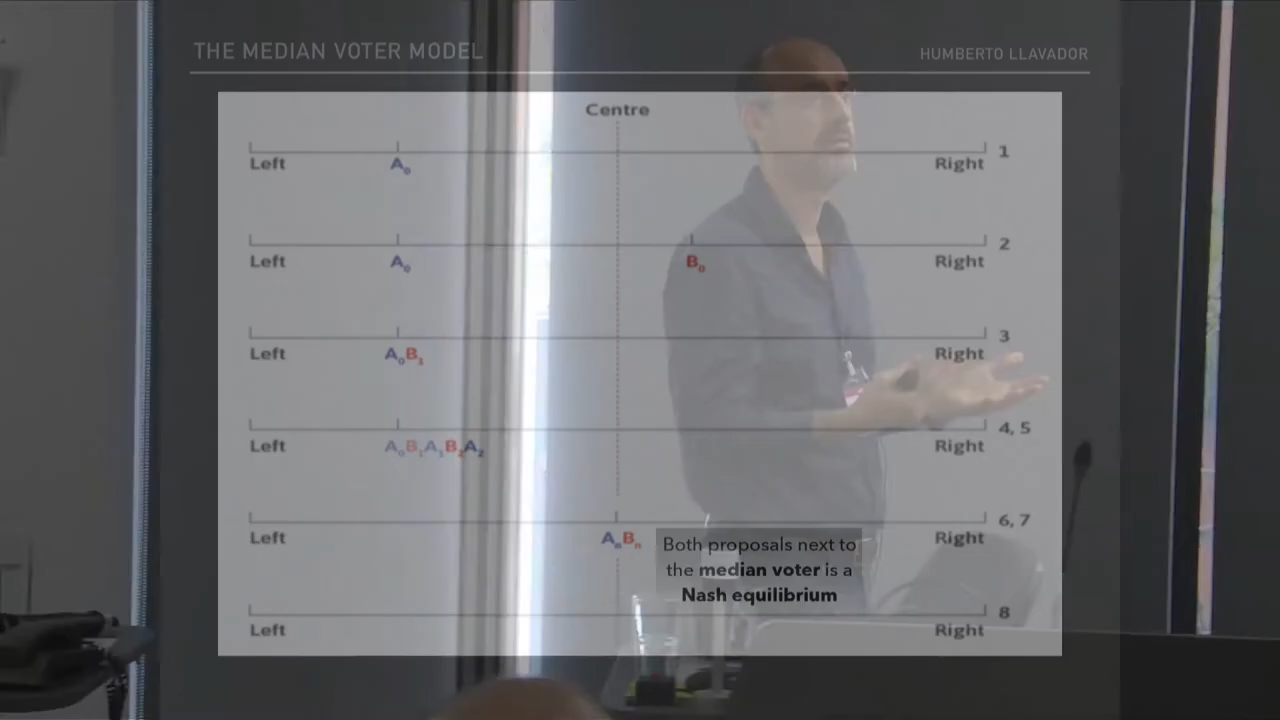 THE MEDIAN VOTER MODEL
HUMBERTO LLAVADOR
Centre
Left A₀ Right 1
Left A₀ B₀ Right 2
Left A₀B₁ Right 3
Left A₀B₁A₁B₂A₂ Right 4, 5
Left AₙBₙ Right 6, 7
Both proposals next to
the median voter is a
Nash equilibrium
Left Right 8